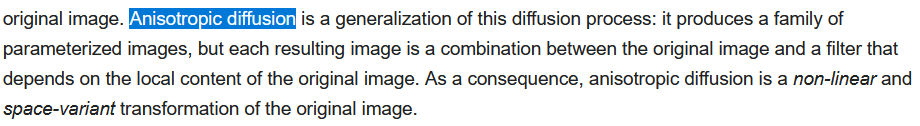 original image. Anisotropic diffusion is a generalization of this diffusion process: it produces a family of
parameterized images, but each resulting image is a combination between the original image and a filter that
depends on the local content of the original image. As a consequence, anisotropic diffusion is a non-linear and
space-variant transformation of the original image.